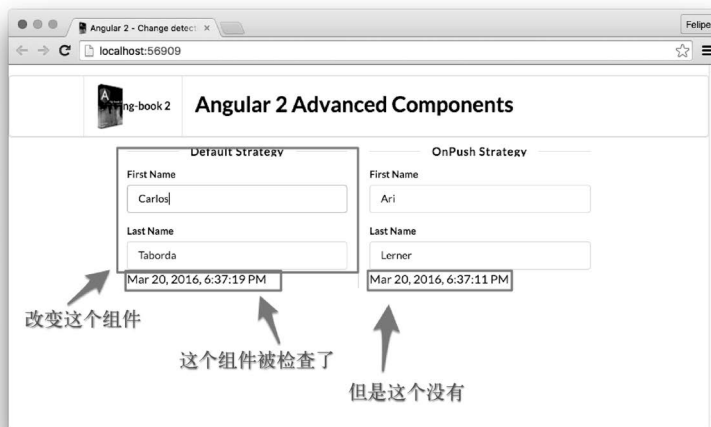 Angular 2 - Change detect
Felipe
localhost:56909
A
ng-book 2
Angular 2 Advanced Components
Default Strategy
OnPush Strategy
First Name
First Name
Carlos
Ari
Last Name
Last Name
Taborda
Lerner
Mar 20, 2016, 6:37:19 PM
Mar 20, 2016, 6:37:11 PM
改变这个组件
这个组件被检查了
但是这个没有